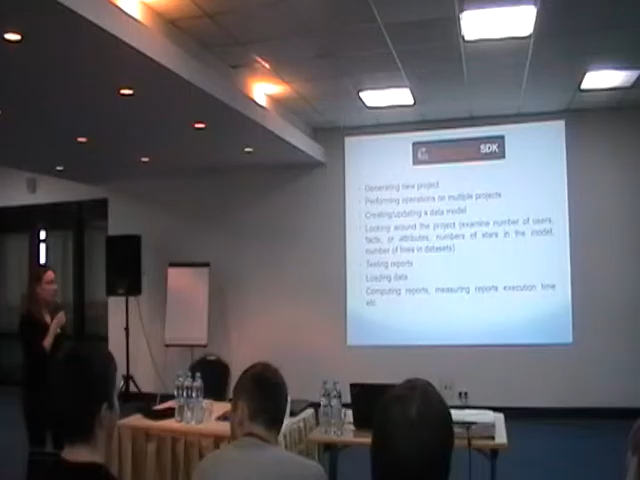 SDK
Generating new project
Performing operations on multiple projects
Creating/updating a data model
Looking around the project (examine number of users,
facts, or attributes, numbers of stars in the model,
number of lines in datasets)
Testing reports
Loading data
Computing reports, measuring reports execution time
etc.